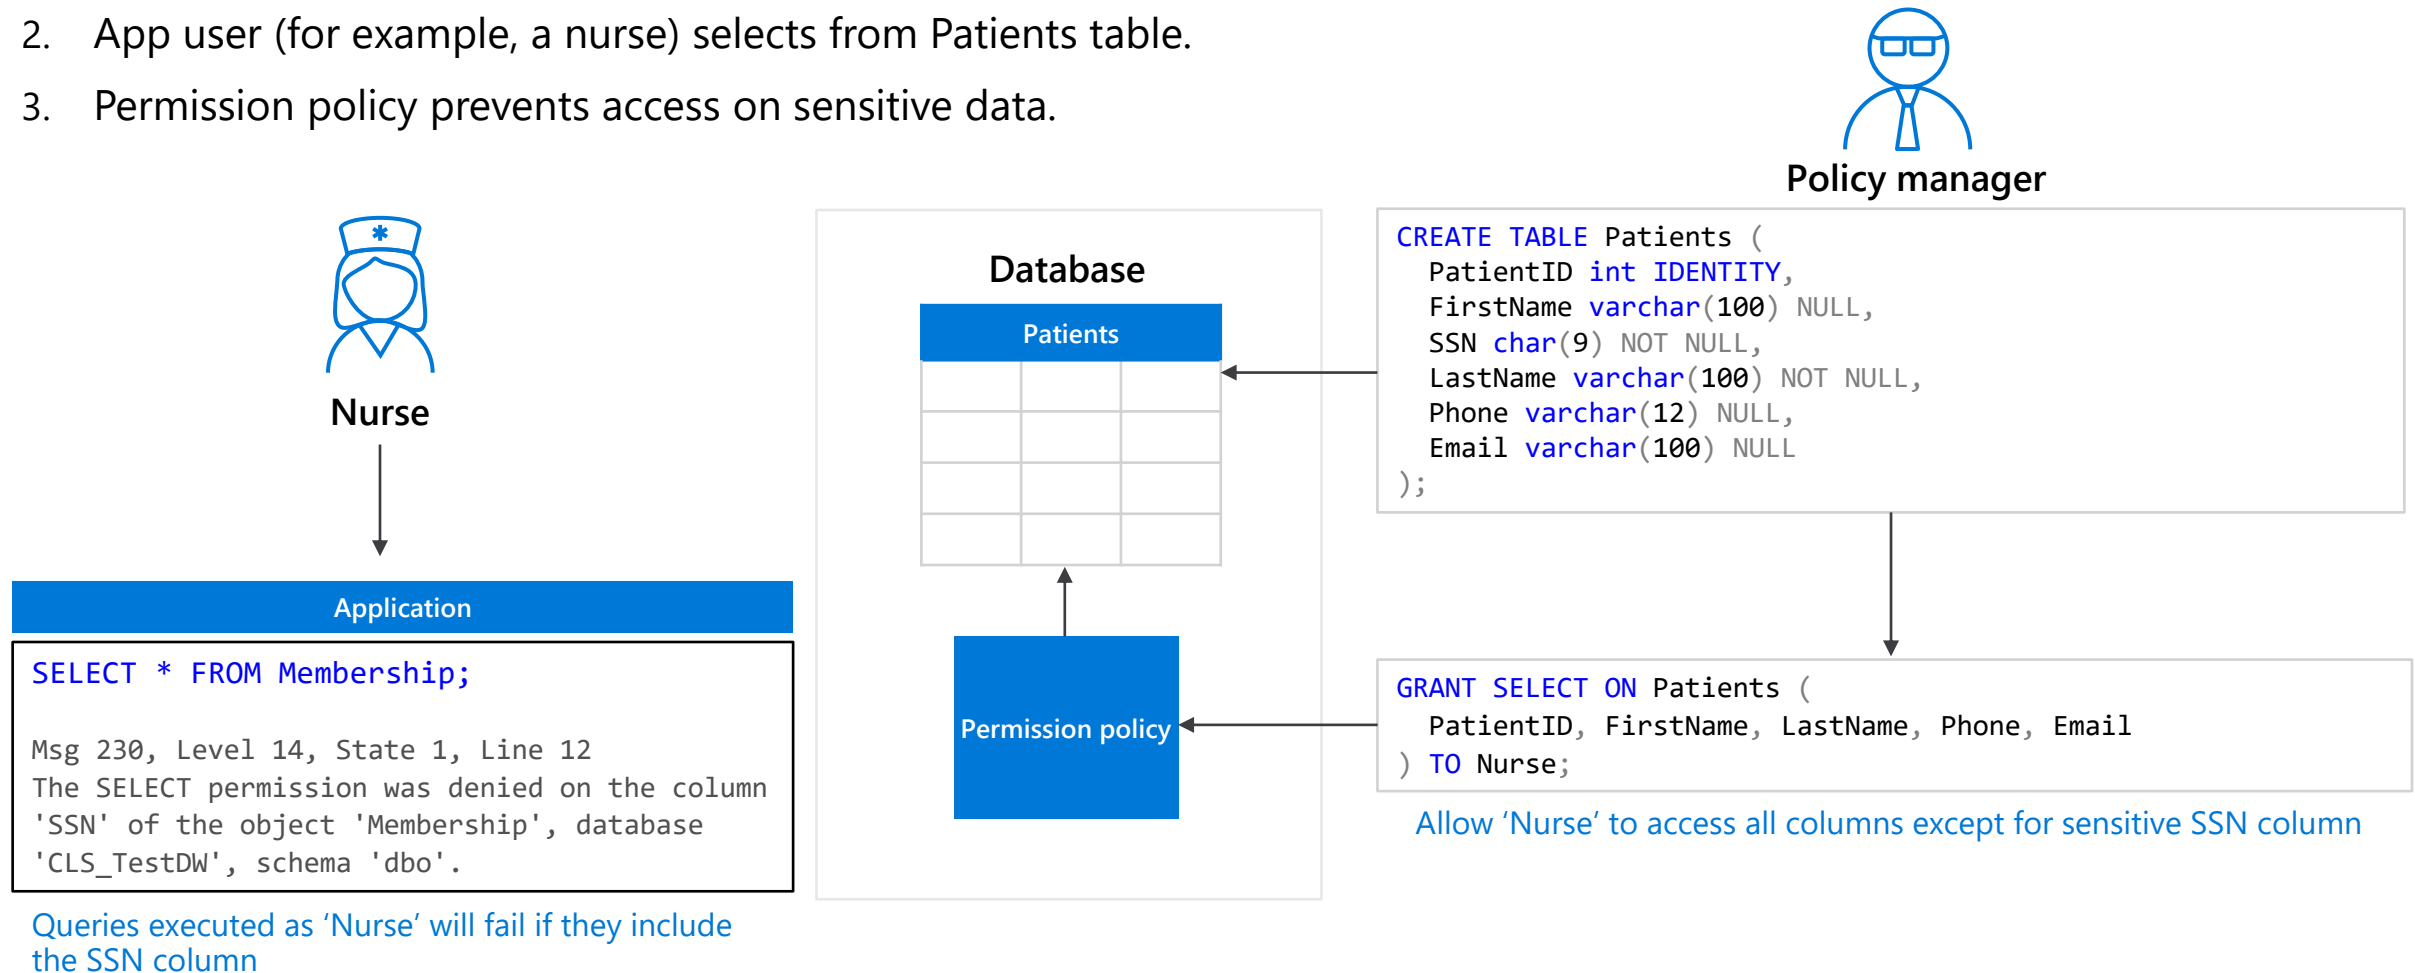 2. App user (for example, a nurse) selects from Patients table.
3. Permission policy prevents access on sensitive data.
Policy manager
CREATE TABLE Patients (
PatientID int IDENTITY,
FirstName varchar(100) NULL,
SSN char(9) NOT NULL,
LastName varchar(100) NOT NULL,
Phone varchar(12) NULL,
Email varchar(100) NULL
);
Database
Patients
Nurse
Application
SELECT * FROM Membership;
Msg 230, Level 14, State 1, Line 12
The SELECT permission was denied on the column
'SSN' of the object 'Membership', database
'CLS_TestDW', schema 'dbo'.
Queries executed as ‘Nurse’ will fail if they include
the SSN column
Permission policy
GRANT SELECT ON Patients (
PatientID, FirstName, LastName, Phone, Email
) TO Nurse;
Allow ‘Nurse’ to access all columns except for sensitive SSN column